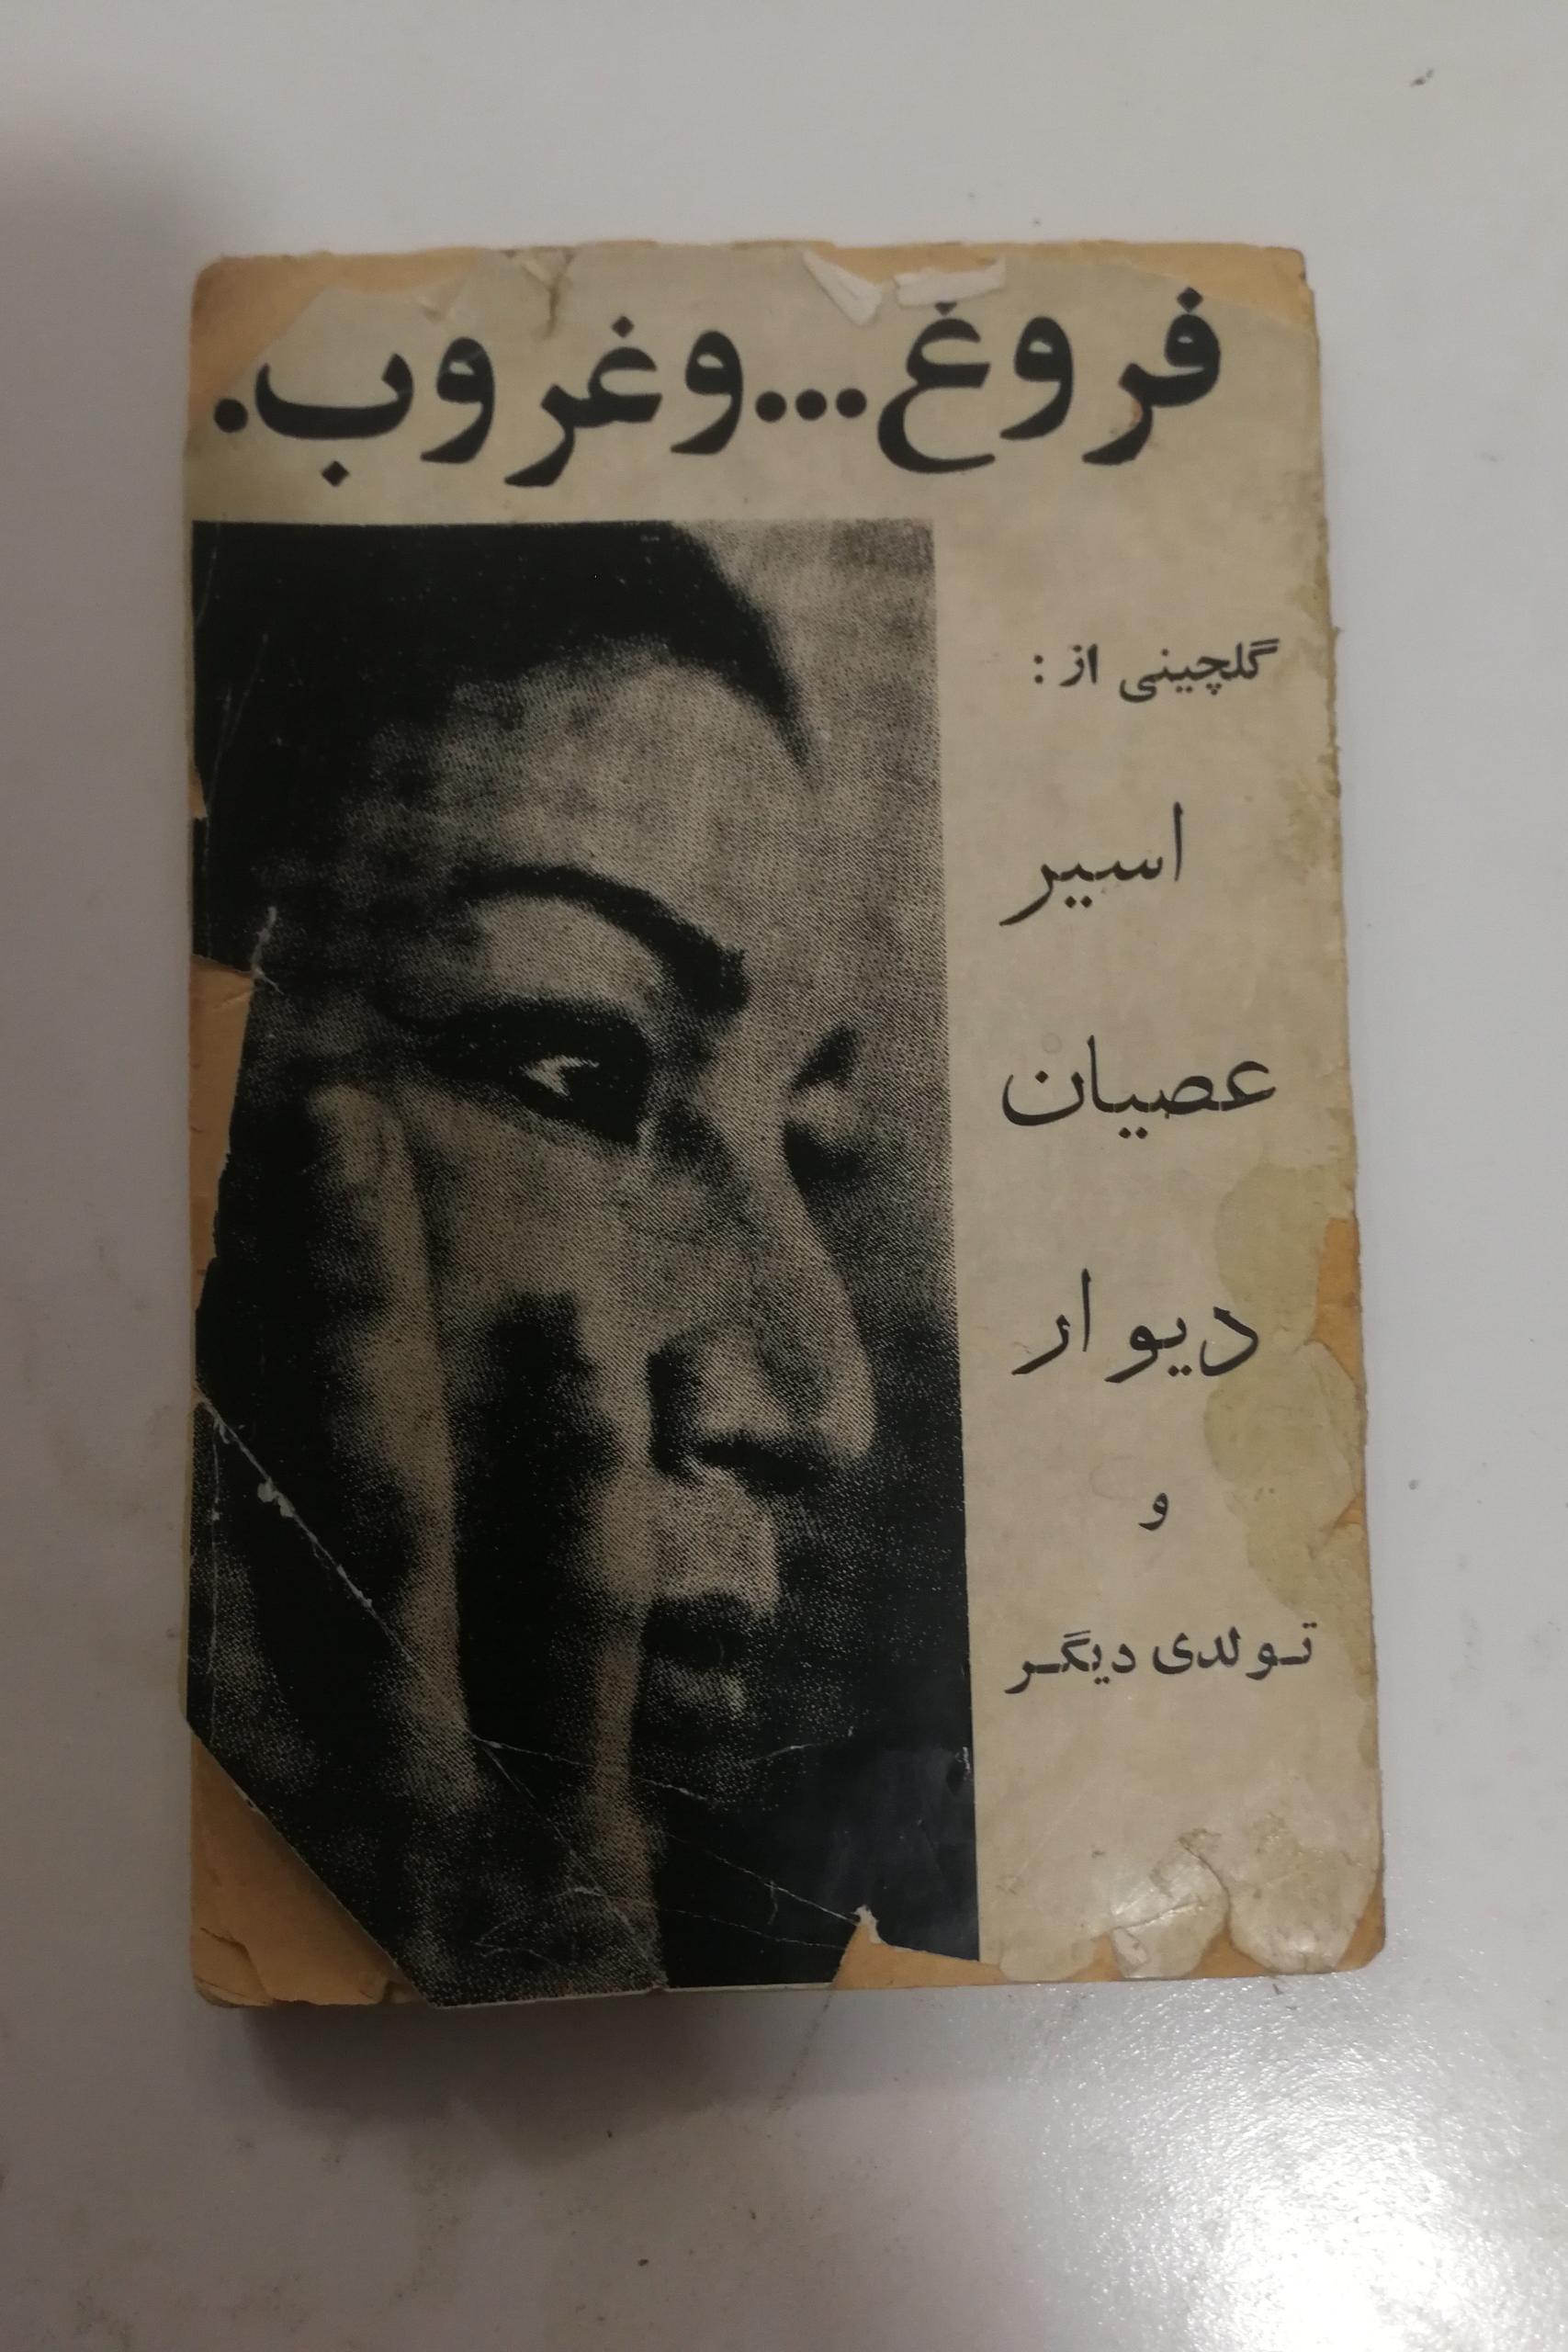 فروغ...وغروب.
گلچینی از :
اسیر
عصیان
دیوار
و
تولدی دیگر